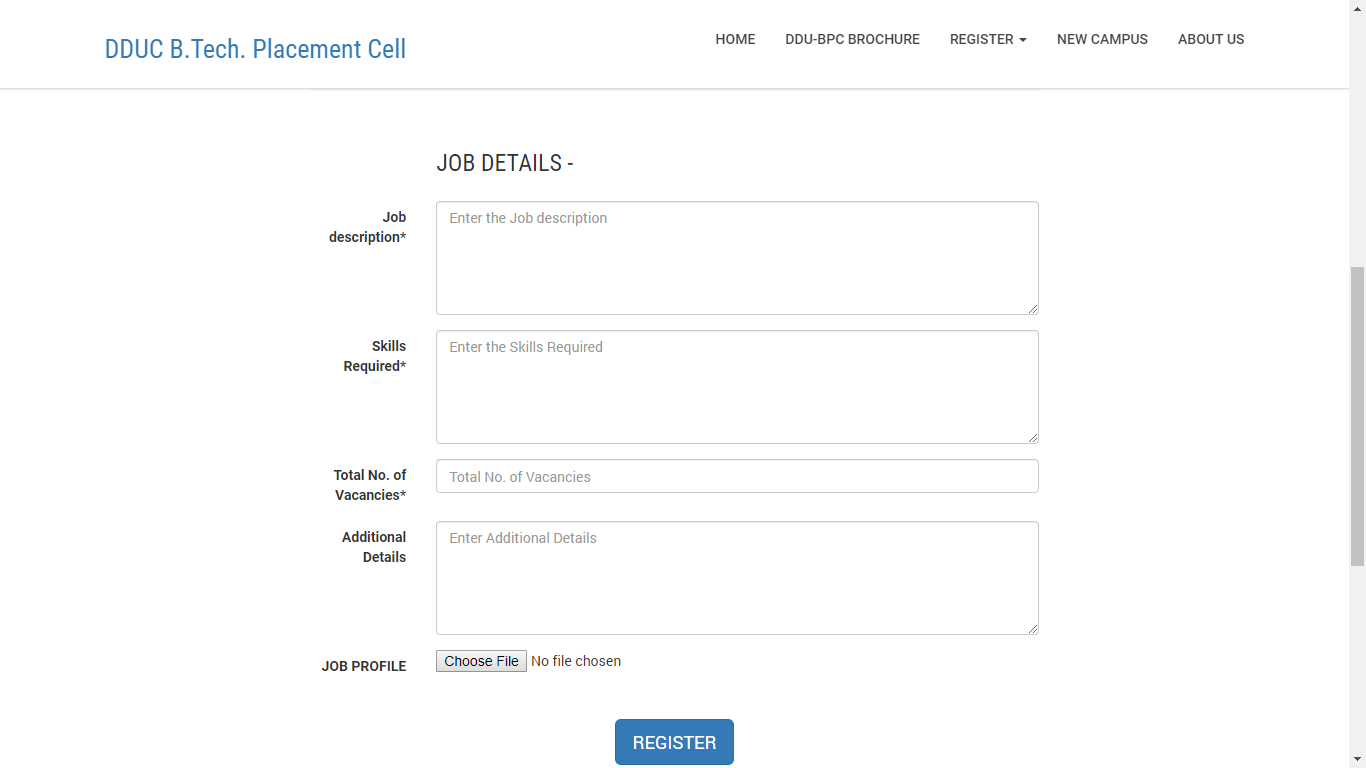 DDUC B.Tech. Placement Cell
HOME
DDU-BPC BROCHURE
REGISTER
NEW CAMPUS
ABOUT US
JOB DETAILS -
Job
description*
Enter the Job description
Skills
Required*
Enter the Skills Required
Total No. of
Vacancies*
Total No. of Vacancies
Additional
Details
Enter Additional Details
JOB PROFILE
Choose File No file chosen
REGISTER